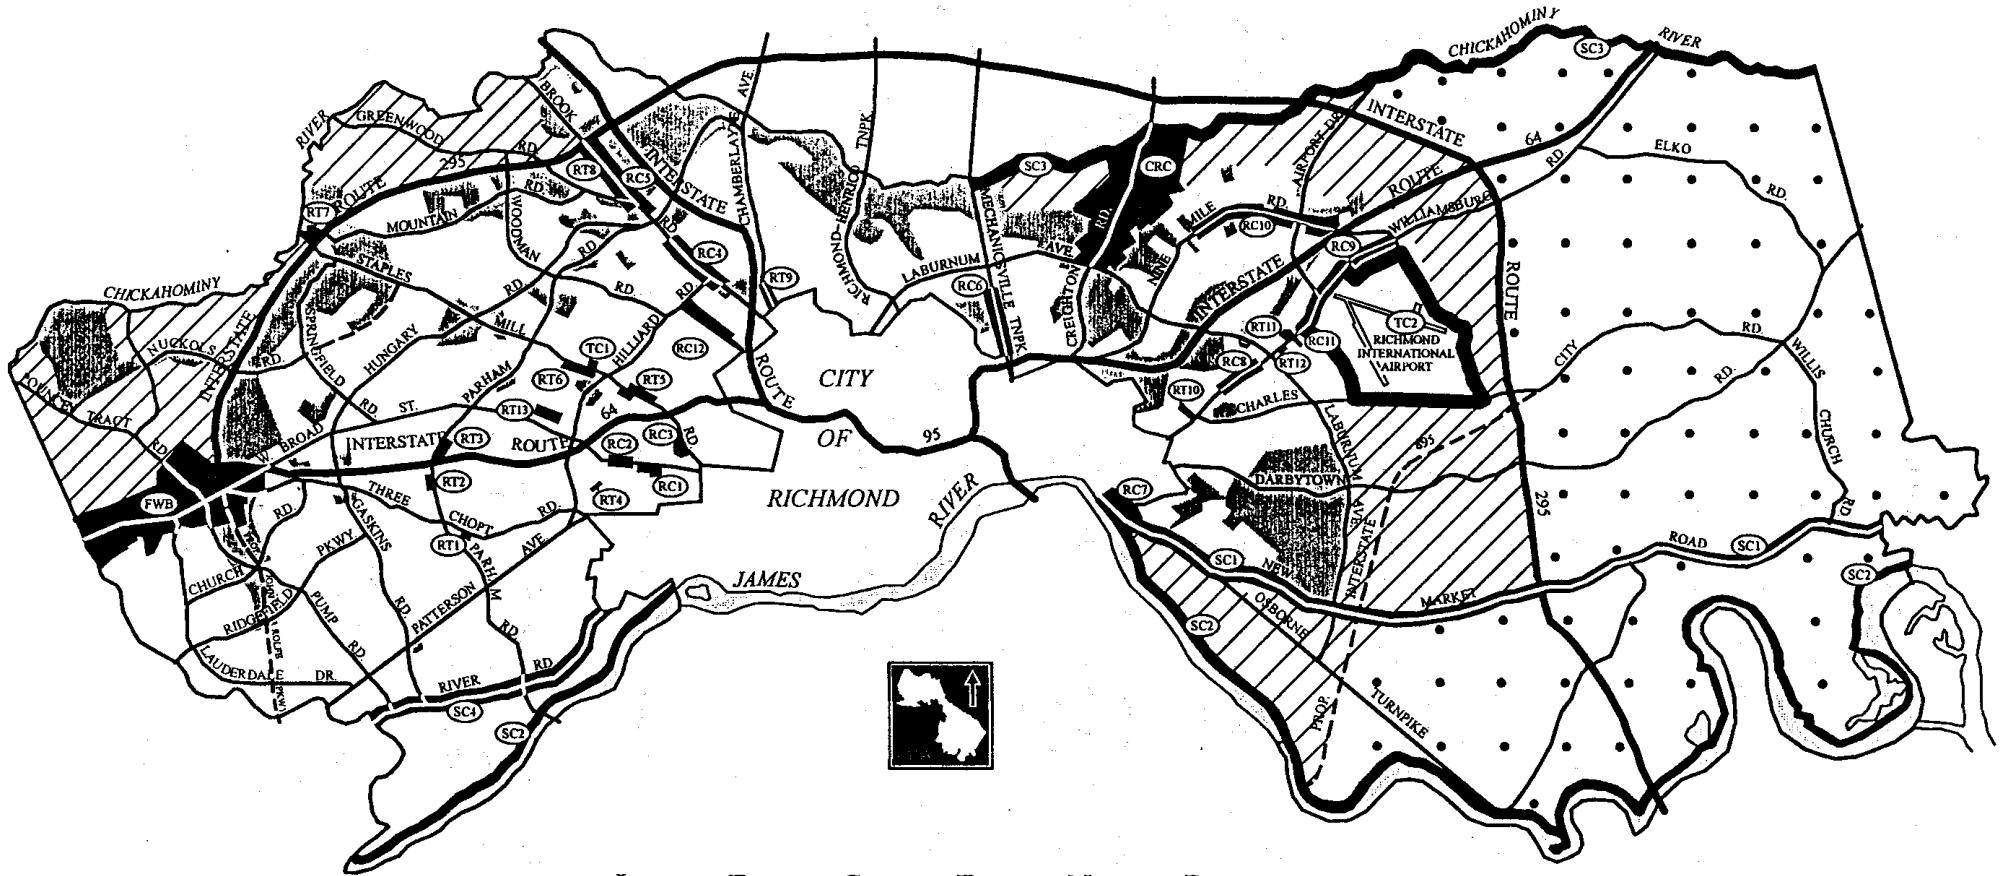 CHICKAHOMINY
RIVER
SC3
RIVER
GREENWOOD
RD.
BROOK
RD.
295
ROUTE
RT8
RC5
INTERSTATE
CHAMBERLAYNE
AVE.
RICHMOND-HENRICO
TNPK
SC3
CRC
AIRPORT DR.
INTERSTATE
64
ROUTE
RD.
ELKO
RD.
RT7
MOUNTAIN
RD.
WOODMAN
RD.
MECHANICSVILLE TNPK.
NINE
MILE
RD.
RC10
WILLIAMSBURG
RC9
STAPLES
MILL
RD.
RC4
RT9
LABURNUM
AVE.
RC6
CREIGHTON
RD.
INTERSTATE
ROUTE
CHICKAHOMINY
SPRINGFIELD
RD.
HUNGARY
RD.
TC1
HILLIARD
RD.
RC12
TC2
RICHMOND
INTERNATIONAL
AIRPORT
NUCKOLS
RD.
INTERSTATE
RT11
RC11
RC8
RT12
CITY
RD.
WILLIS
CHURCH
RD.
POUNCEY
TRACT
RD.
PARHAM
RT6
RT5
ROUTE
CITY
OF
RICHMOND
RT10
CHARLES
LABURNUM
AVE.
W. BROAD
ST.
RT13
64
INTERSTATE
RT3
ROUTE
RC2
RC3
RD.
95
895
RD.
FWB
RT2
THREE
CHOPT
RD.
RT4
RC1
RIVER
RC7
DARBYTOWN
295
RD.
GASKINS
RD.
PKWY.
RT1
PARHAM
RD.
AVE.
PATTERSON
JAMES
SC1
NEW
MARKET
ROAD
SC1
SC2
CHURCH
RIDGEFIELD
PUMP
RD.
OSBORNE
TURNPIKE
INTERSTATE
PROP.
SC2
LAUDERDALE
DR.
RIVER
RD.
SC4
SC2